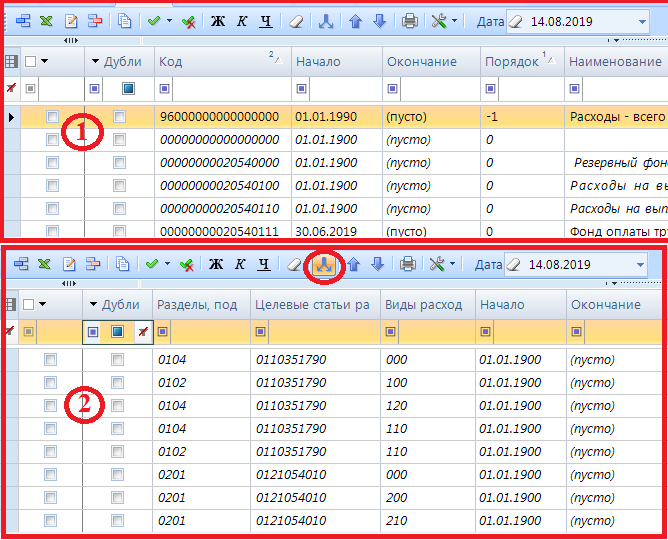 Ж К Ч Дата 14.08.2019
Дубли Код 2 Начало Окончание Порядок 1 Наименование
96000000000000000 01.01.1990 (пусто) -1 Расходы - всего
1
00000000000000000 01.01.1900 (пусто) 0
00000000020540000 01.01.1900 (пусто) 0 Резервный фон
00000000020540100 01.01.1900 (пусто) 0 Расходы на вы
00000000020540110 01.01.1900 (пусто) 0 Расходы на вып
00000000020540111 30.06.2019 (пусто) 0 Фонд оплаты тр
Ж К Ч Дата 14.08.2019
Дубли Разделы, под Целевые статьи ра Виды расход Начало Окончание
0104 0110351790 000 01.01.1900 (пусто)
0102 0110351790 100 01.01.1900 (пусто)
2
0104 0110351790 120 01.01.1900 (пусто)
0104 0110351790 110 01.01.1900 (пусто)
0102 0110351790 110 01.01.1900 (пусто)
0201 0121054010 000 01.01.1900 (пусто)
0201 0121054010 200 01.01.1900 (пусто)
0201 0121054010 210 01.01.1900 (пусто)